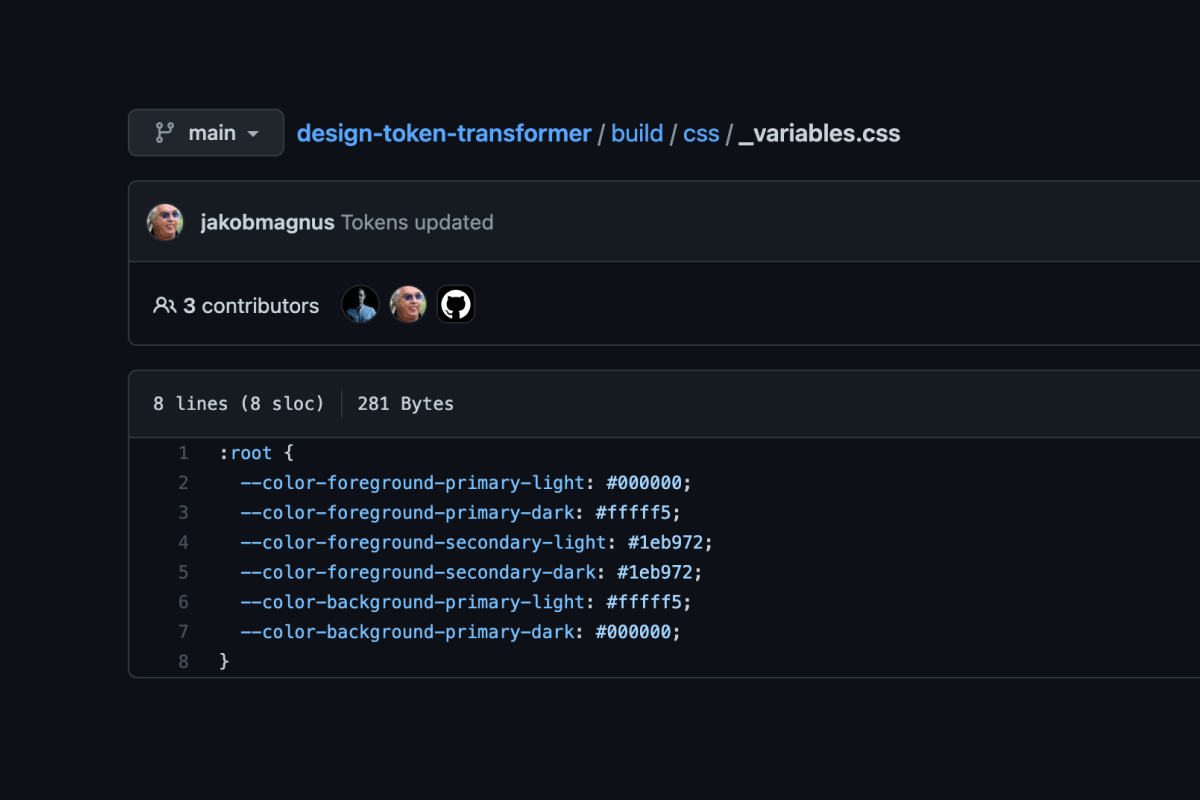 main design-token-transformer / build / css / _variables.css
jakobmagnus Tokens updated
3 contributors
8 lines (8 sloc) 281 Bytes
1 :root {
2 --color-foreground-primary-light: #000000;
3 --color-foreground-primary-dark: #fffff5;
4 --color-foreground-secondary-light: #1eb972;
5 --color-foreground-secondary-dark: #1eb972;
6 --color-background-primary-light: #fffff5;
7 --color-background-primary-dark: #000000;
8 }